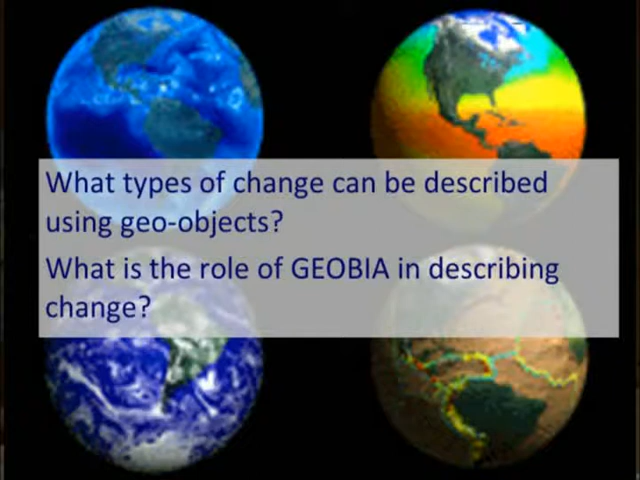 What types of change can be described
using geo-objects?
What is the role of GEOBIA in describing
change?